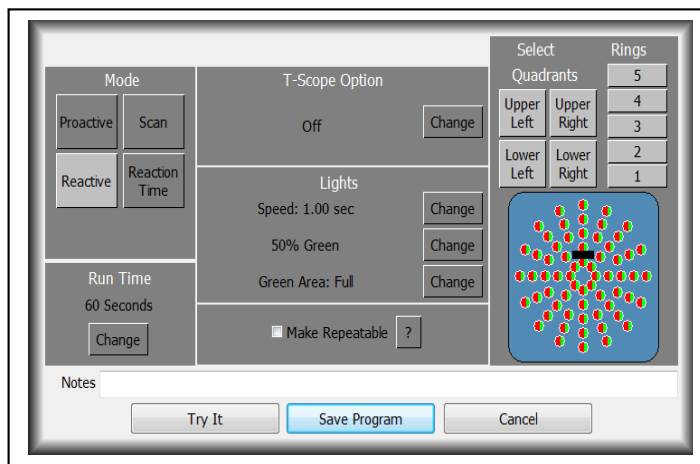 Mode
Proactive
Scan
Reactive
Reaction
Time
Run Time
60 Seconds
Change
T-Scope Option
Off
Change
Lights
Speed: 1.00 sec
Change
50% Green
Change
Green Area: Full
Change
Make Repeatable
?
Select
Quadrants
Upper
Left
Upper
Right
Lower
Left
Lower
Right
Rings
5
4
3
2
1
Notes
Try It
Save Program
Cancel